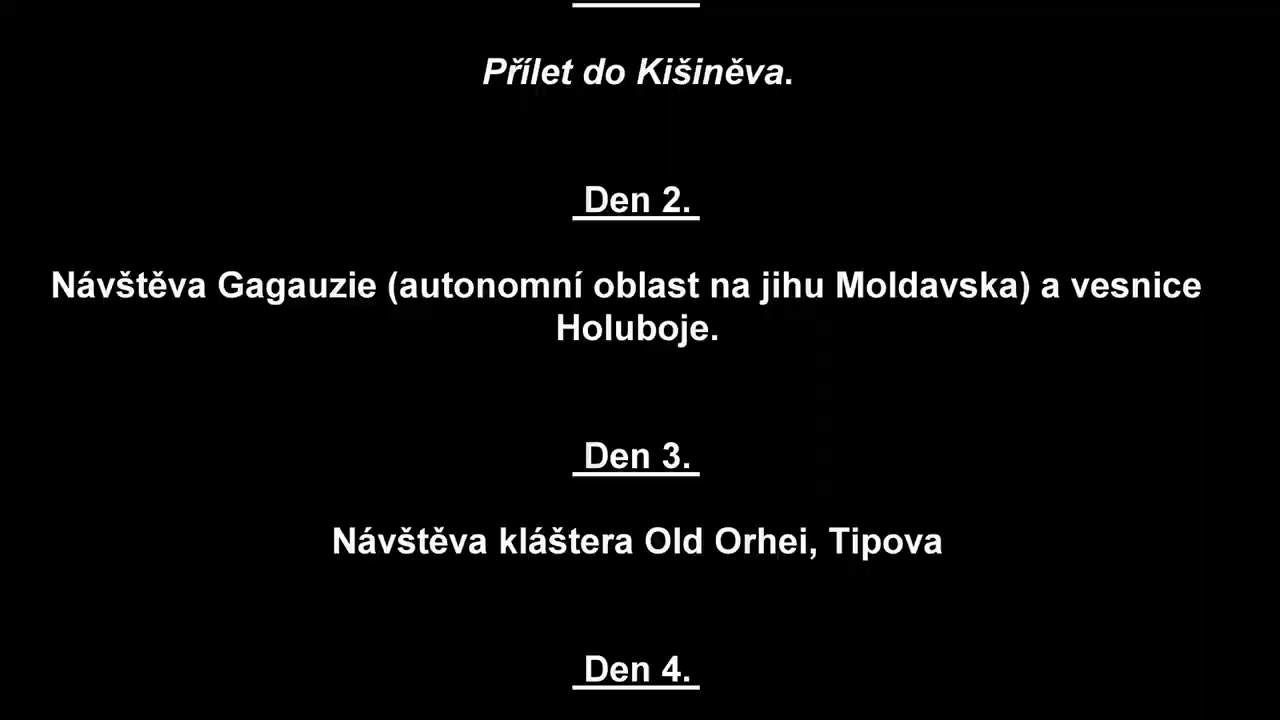 Přílet do Kišiněva.
Den 2.
Návštěva Gagauzie (autonomní oblast na jihu Moldavska) a vesnice
Holuboje.
Den 3.
Návštěva kláštera Old Orhei, Tipova
Den 4.